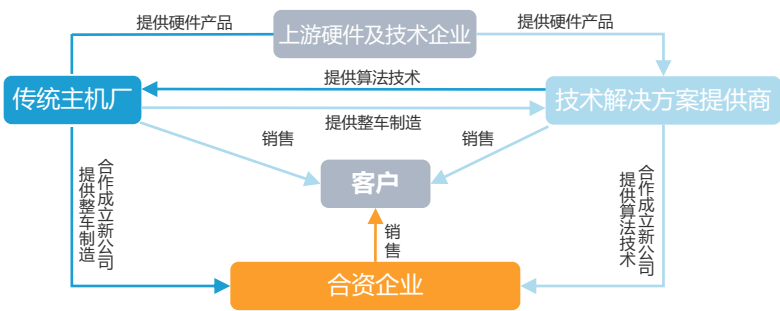 提供硬件产品
上游硬件及技术企业
提供硬件产品
传统主机厂
提供算法技术
技术解决方案提供商
提供整车制造
销售
销售
客户
合作成立新公司
提供整车制造
销售
合作成立新公司
提供算法技术
合资企业